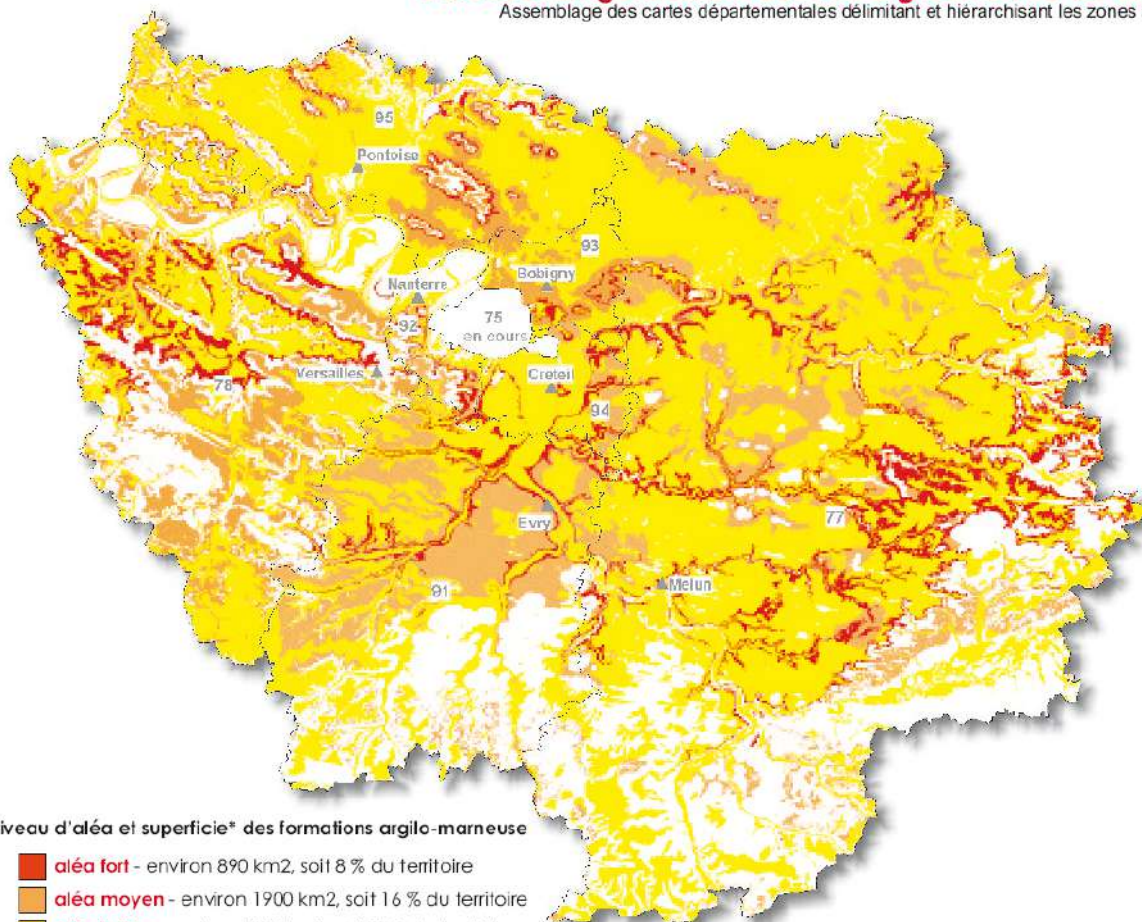 Assemblage des cartes départementales délimitant et hiérarchisant les zones
95
Pontoise
93
Bobigny
Nanterre
75
en cours
92
Versailles
78
Creteil
94
Evry
77
91
Melun
iveau d'aléa et superficie* des formations argilo-marneuse
aléa fort - environ 890 km2, soit 8 % du territoire
aléa moyen - environ 1900 km2, soit 16 % du territoire